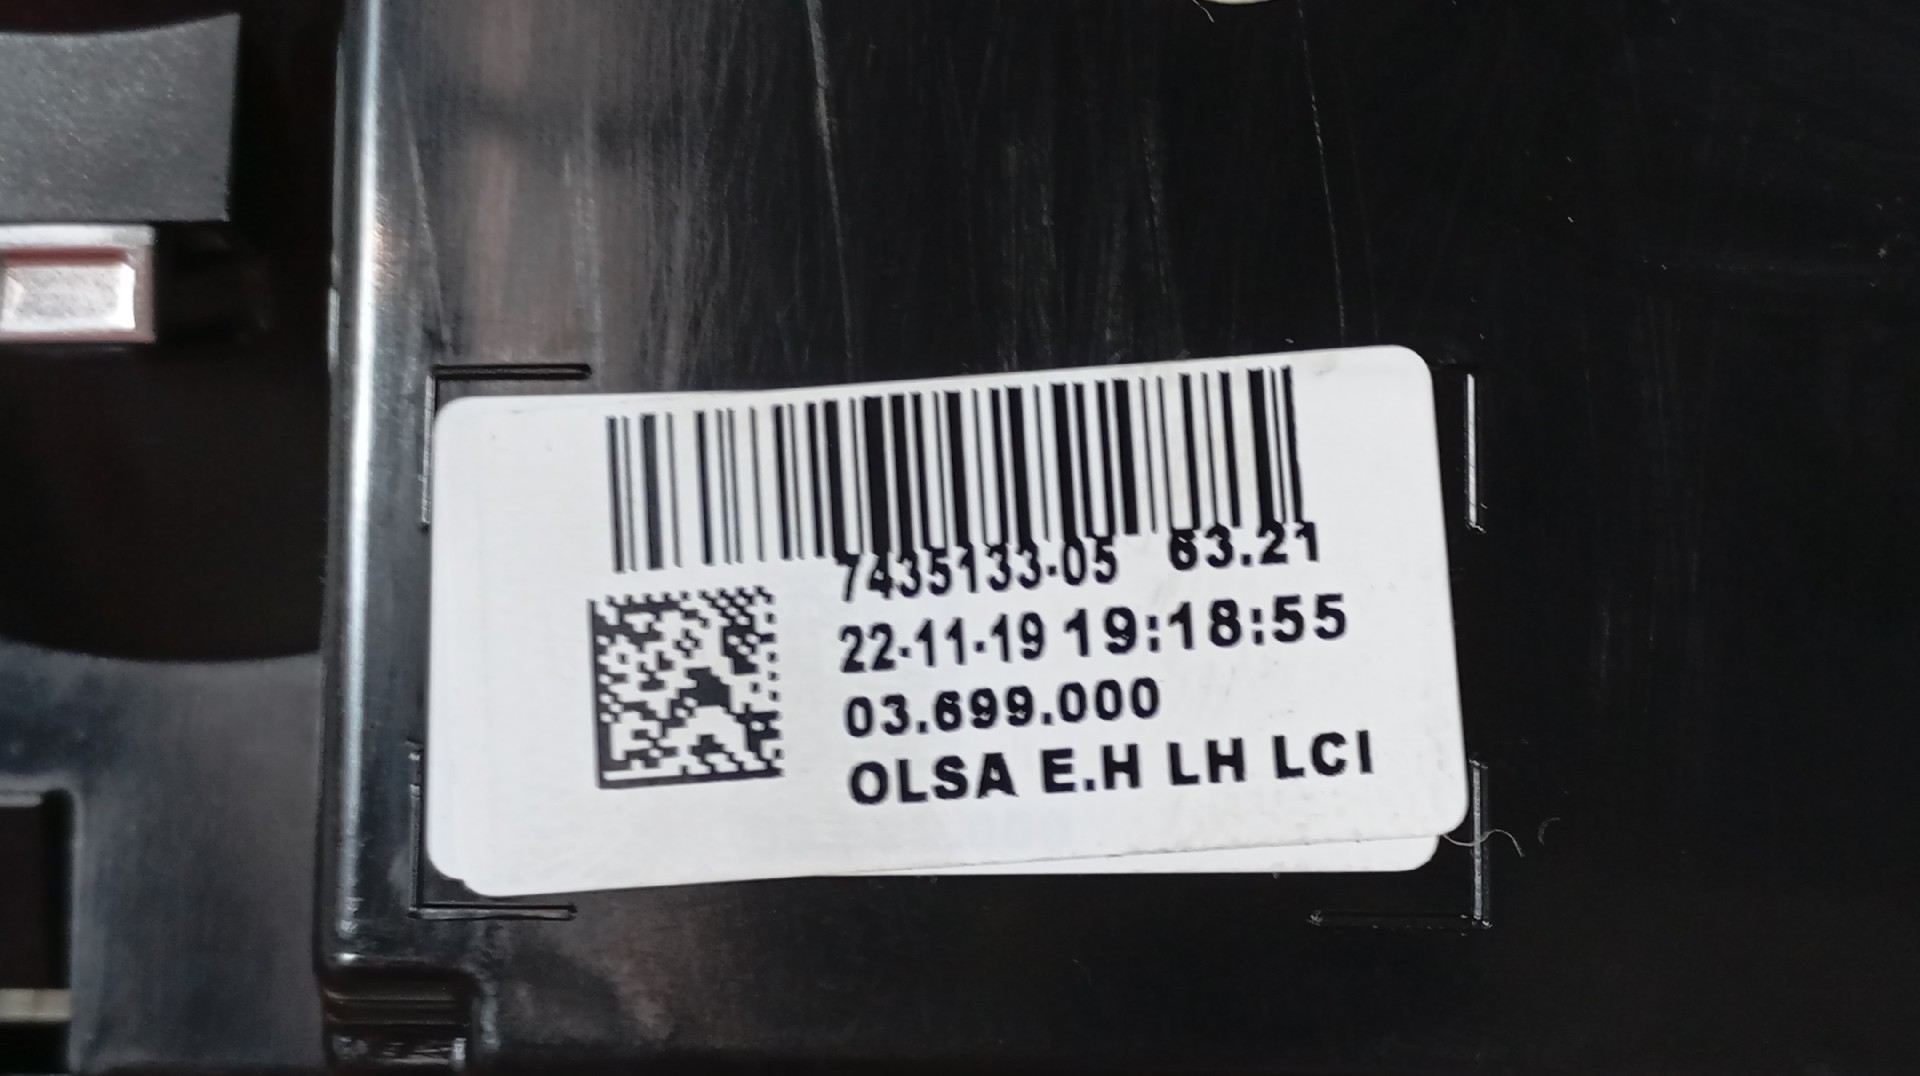 7435133-05 63.21
22-11-19 19:18:55
03.699.000
OLSA E.H LH LCI